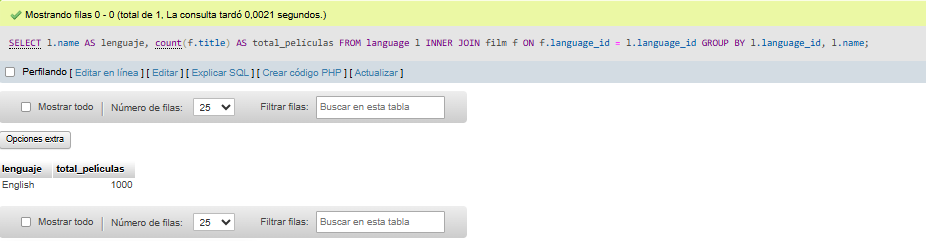 Mostrando filas 0 - 0 (total de 1, La consulta tardó 0,0021 segundos.)
SELECT l.name AS lenguaje, count(f.title) AS total_películas FROM language l INNER JOIN film f ON f.language_id = l.language_id GROUP BY l.language_id, l.name;
Perfilando [ Editar en línea ] [ Editar ] [ Explicar SQL ] [ Crear código PHP ] [ Actualizar ]
Mostrar todo | Número de filas: 25 Filtrar filas: Buscar en esta tabla
Opciones extra
lenguaje total_películas
English 1000
Mostrar todo | Número de filas: 25 Filtrar filas: Buscar en esta tabla